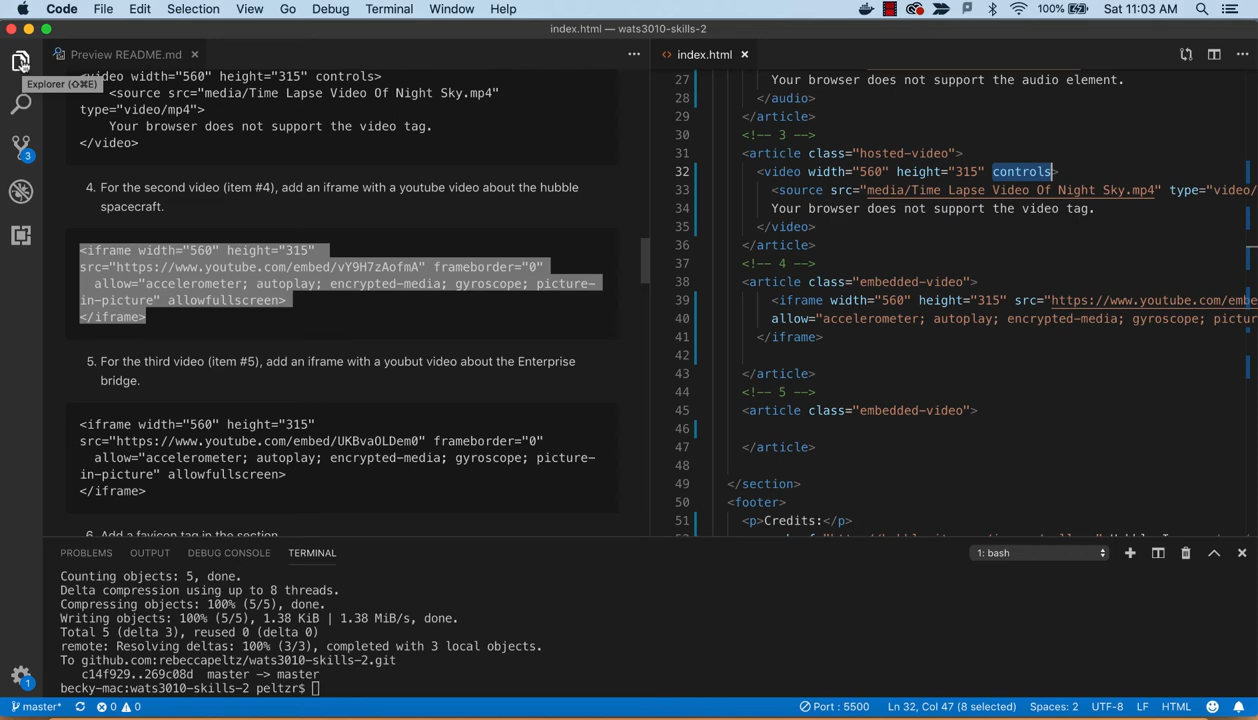 Code File Edit Selection View Go Debug Terminal Window Help 100% Sat 11:03 AM
index.html — wats3010-skills-2
Preview README.md
Explorer (⇧⌘E)
3
<video width="560" height="315" controls>
<source src="media/Time Lapse Video Of Night Sky.mp4"
type="video/mp4">
Your browser does not support the video tag.
</video>
4. For the second video (item #4), add an iframe with a youtube video about the hubble
spacecraft.
<iframe width="560" height="315"
src="https://www.youtube.com/embed/vY9H7zAofmA" frameborder="0"
allow="accelerometer; autoplay; encrypted-media; gyroscope; picture-
in-picture" allowfullscreen>
</iframe>
5. For the third video (item #5), add an iframe with a youbut video about the Enterprise
bridge.
<iframe width="560" height="315"
src="https://www.youtube.com/embed/UKBvaOLDem0" frameborder="0"
allow="accelerometer; autoplay; encrypted-media; gyroscope; picture-
in-picture" allowfullscreen>
</iframe>
6. Add a favicon tag in the section
index.html
27 Your browser does not support the audio element.
28 </audio>
29 </article>
30 <!-- 3 -->
31 <article class="hosted-video">
32 <video width="560" height="315" controls>
33 <source src="media/Time Lapse Video Of Night Sky.mp4" type="video/
34 Your browser does not support the video tag.
35 </video>
36 </article>
37 <!-- 4 -->
38 <article class="embedded-video">
39 <iframe width="560" height="315" src="https://www.youtube.com/embe
40 allow="accelerometer; autoplay; encrypted-media; gyroscope; pictur
41 </iframe>
42
43 </article>
44 <!-- 5 -->
45 <article class="embedded-video">
46
47 </article>
48
49 </section>
50 <footer>
51 <p>Credits:</p>
PROBLEMS OUTPUT DEBUG CONSOLE TERMINAL 1: bash
Counting objects: 5, done.
Delta compression using up to 8 threads.
Compressing objects: 100% (5/5), done.
Writing objects: 100% (5/5), 1.38 KiB | 1.38 MiB/s, done.
Total 5 (delta 3), reused 0 (delta 0)
remote: Resolving deltas: 100% (3/3), completed with 3 local objects.
To github.com:rebeccapeltz/wats3010-skills-2.git
c14f929..269c08d master -> master
becky-mac:wats3010-skills-2 peltzr$
1
master* 0 0 Port : 5500 Ln 32, Col 47 (8 selected) Spaces: 2 UTF-8 LF HTML